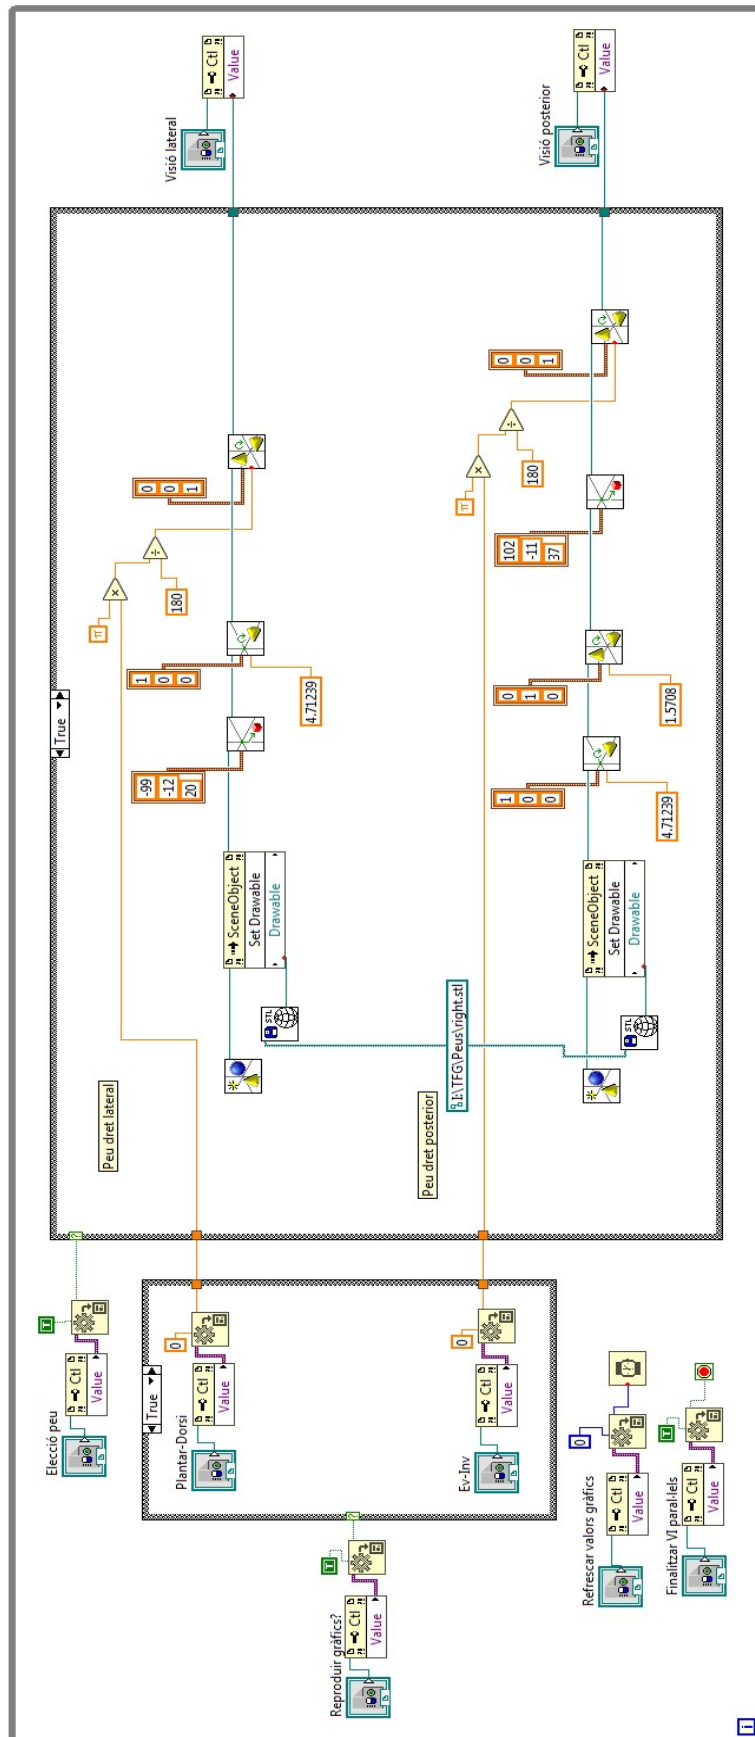 Elecció peu
Ctl
Value
T
?
True
Reproduir gràfics?
Ctl
Value
T
?
True
Plantar-Dorsi
Ctl
Value
0
Ev-Inv
Ctl
Value
0
Refrescar valors gràfics
Ctl
Value
0
Finalitzar VI paral·lels
Ctl
Value
T
i
Peu dret lateral
STL
SceneObject
Set Drawable
Drawable
-99
-12
20
1
0
0
4.71239
π
x
÷
180
0
0
1
Visió lateral
Ctl
Value
I:\TFG\Peus\right.stl
Peu dret posterior
STL
SceneObject
Set Drawable
Drawable
1
0
0
4.71239
0
1
0
1.5708
102
-11
37
π
x
÷
180
0
0
1
Visió posterior
Ctl
Value